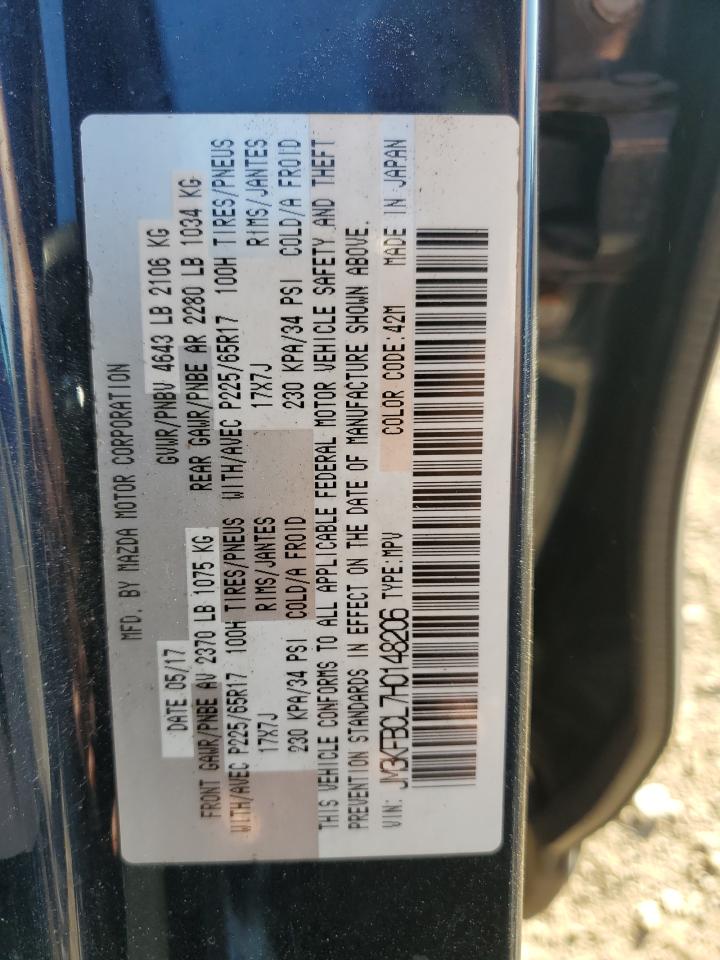 MFD. BY MAZDA MOTOR CORPORATION
DATE 05/17 GVWR/PNBV 4643 LB 2106 KG
FRONT GAWR/PNBE AV 2370 LB 1075 KG REAR GAWR/PNBE AR 2280 LB 1034 KG
WITH/AVEC P225/65R17 100H TIRES/PNEUS WITH/AVEC P225/65R17 100H TIRES/PNEUS
17X7J RIMS/JANTES 17X7J RIMS/JANTES
230 KPA/34 PSI COLD/A FROID 230 KPA/34 PSI COLD/A FROID
THIS VEHICLE CONFORMS TO ALL APPLICABLE FEDERAL MOTOR VEHICLE SAFETY AND THEFT
PREVENTION STANDARDS IN EFFECT ON THE DATE OF MANUFACTURE SHOWN ABOVE.
VIN: JM3KFBCL7H0148206 TYPE:MPV COLOR CODE:42M MADE IN JAPAN